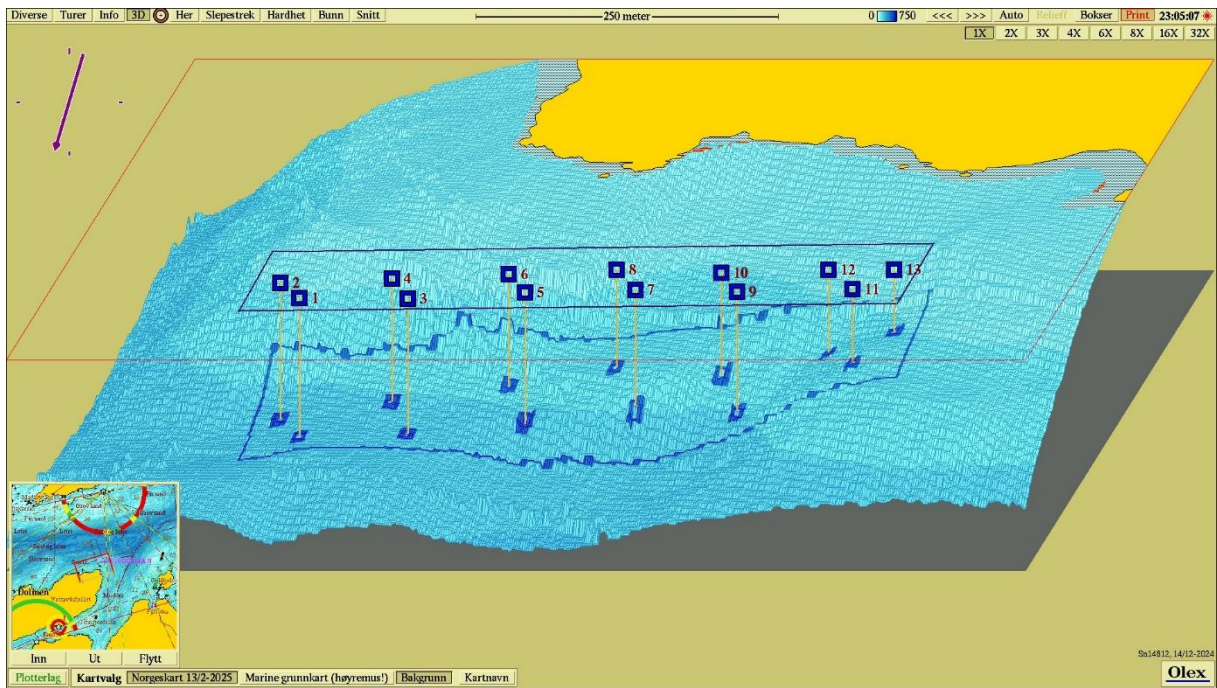 Diverse Turer Info 3D Her Slepestrek Hardhet Bunn Snitt 250 meter 0 750 <<< >>> Auto Relieff Bokser Print 23:05:07
1X 2X 3X 4X 6X 8X 16X 32X
2 4 6 8 10 12 13
1 3 5 7 9 11
Dolmen
Inn Ut Flytt
Sn14812, 14/12-2024
Plotterlag Kartvalg Norgeskart 13/2-2025 Marine grunnkart (høyremus!) Bakgrunn Kartnavn
Olex